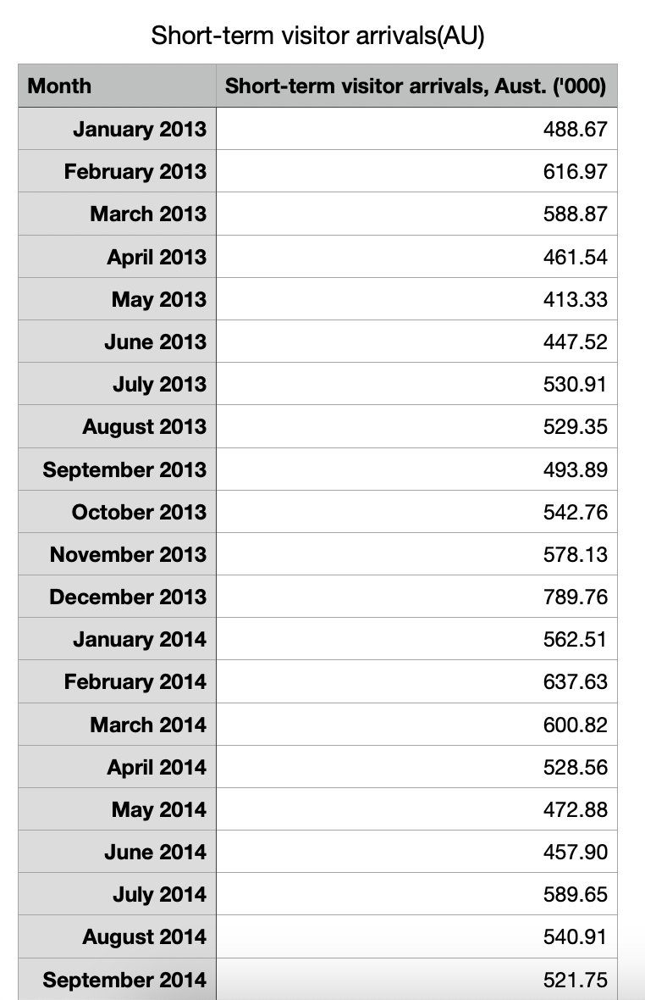 Short-term visitor arrivals(AU)
Month Short-term visitor arrivals, Aust. ('000)
January 2013 488.67
February 2013 616.97
March 2013 588.87
April 2013 461.54
May 2013 413.33
June 2013 447.52
July 2013 530.91
August 2013 529.35
September 2013 493.89
October 2013 542.76
November 2013 578.13
December 2013 789.76
January 2014 562.51
February 2014 637.63
March 2014 600.82
April 2014 528.56
May 2014 472.88
June 2014 457.90
July 2014 589.65
August 2014 540.91
September 2014 521.75